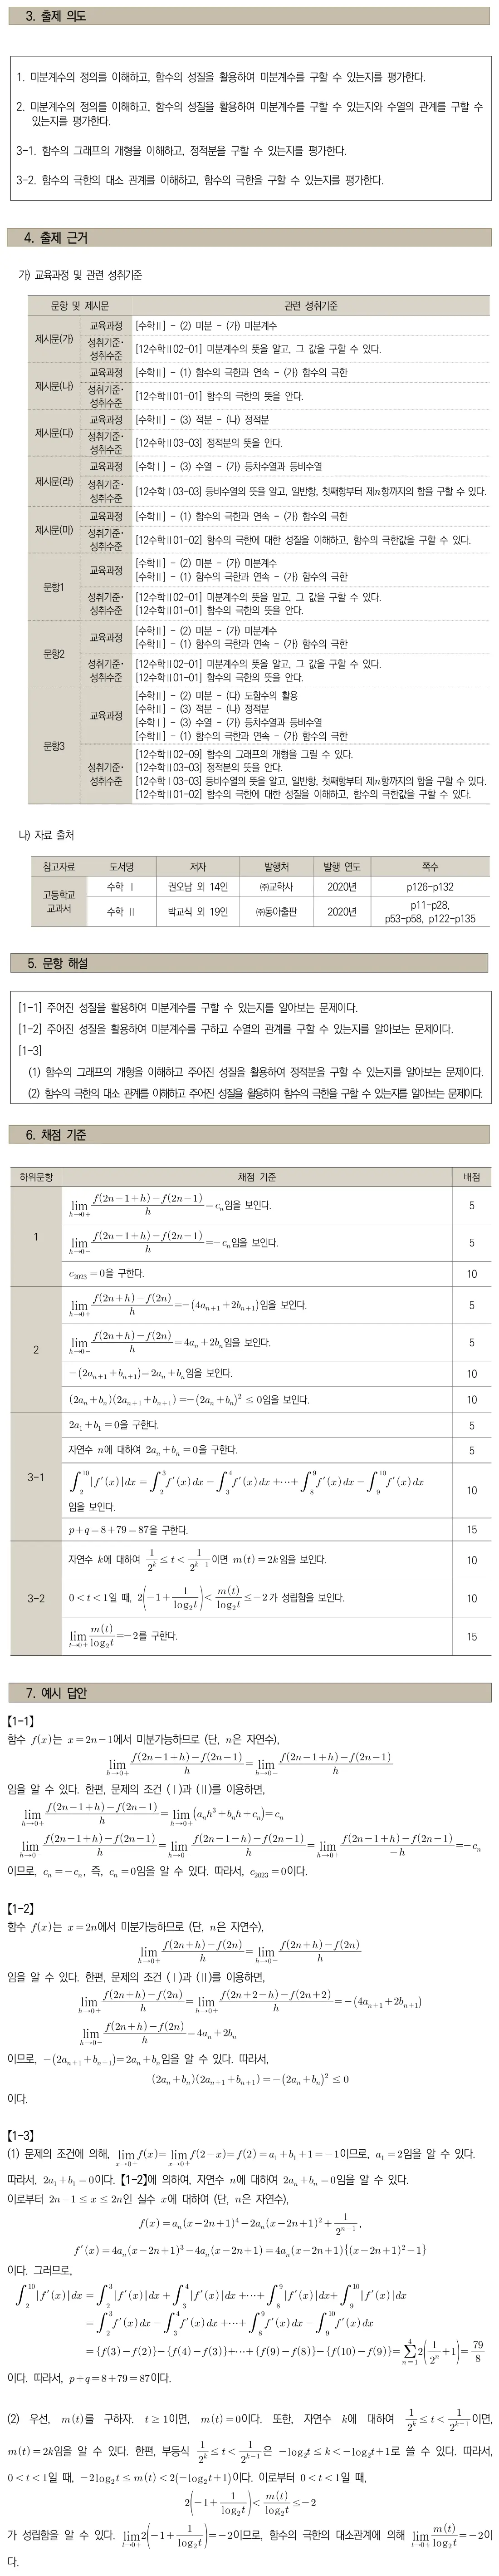 3. 출제 의도
1. 미분계수의 정의를 이해하고, 함수의 성질을 활용하여 미분계수를 구할 수 있는지를 평가한다.
2. 미분계수의 정의를 이해하고, 함수의 성질을 활용하여 미분계수를 구할 수 있는지와 수열의 관계를 구할 수
있는지를 평가한다.
3-1. 함수의 그래프의 개형을 이해하고, 정적분을 구할 수 있는지를 평가한다.
3-2. 함수의 극한의 대소 관계를 이해하고, 함수의 극한을 구할 수 있는지를 평가한다.
4. 출제 근거
가) 교육과정 및 관련 성취기준
문항 및 제시문 관련 성취기준
제시문(가) 교육과정 [수학Ⅱ] - (2) 미분 - (가) 미분계수
성취기준·성취수준 [12수학Ⅱ02-01] 미분계수의 뜻을 알고, 그 값을 구할 수 있다.
제시문(나) 교육과정 [수학Ⅱ] - (1) 함수의 극한과 연속 - (가) 함수의 극한
성취기준·성취수준 [12수학Ⅱ01-01] 함수의 극한의 뜻을 안다.
제시문(다) 교육과정 [수학Ⅱ] - (3) 적분 - (나) 정적분
성취기준·성취수준 [12수학Ⅱ03-03] 정적분의 뜻을 안다.
제시문(라) 교육과정 [수학Ⅰ] - (3) 수열 - (가) 등차수열과 등비수열
성취기준·성취수준 [12수학Ⅰ03-03] 등비수열의 뜻을 알고, 일반항, 첫째항부터 제n항까지의 합을 구할 수 있다.
제시문(마) 교육과정 [수학Ⅱ] - (1) 함수의 극한과 연속 - (가) 함수의 극한
성취기준·성취수준 [12수학Ⅱ01-02] 함수의 극한에 대한 성질을 이해하고, 함수의 극한값을 구할 수 있다.
문항1 교육과정 [수학Ⅱ] - (2) 미분 - (가) 미분계수
[수학Ⅱ] - (1) 함수의 극한과 연속 - (가) 함수의 극한
성취기준·성취수준 [12수학Ⅱ02-01] 미분계수의 뜻을 알고, 그 값을 구할 수 있다.
[12수학Ⅱ01-01] 함수의 극한의 뜻을 안다.
문항2 교육과정 [수학Ⅱ] - (2) 미분 - (가) 미분계수
[수학Ⅱ] - (1) 함수의 극한과 연속 - (가) 함수의 극한
성취기준·성취수준 [12수학Ⅱ02-01] 미분계수의 뜻을 알고, 그 값을 구할 수 있다.
[12수학Ⅱ01-01] 함수의 극한의 뜻을 안다.
문항3 교육과정 [수학Ⅱ] - (2) 미분 - (다) 도함수의 활용
[수학Ⅱ] - (3) 적분 - (나) 정적분
[수학Ⅰ] - (3) 수열 - (가) 등차수열과 등비수열
[수학Ⅱ] - (1) 함수의 극한과 연속 - (가) 함수의 극한
성취기준·성취수준 [12수학Ⅱ02-09] 함수의 그래프의 개형을 그릴 수 있다.
[12수학Ⅱ03-03] 정적분의 뜻을 안다.
[12수학Ⅰ03-03] 등비수열의 뜻을 알고, 일반항, 첫째항부터 제n항까지의 합을 구할 수 있다.
[12수학Ⅱ01-02] 함수의 극한에 대한 성질을 이해하고, 함수의 극한값을 구할 수 있다.
나) 자료 출처
참고자료 도서명 저자 발행처 발행 연도 쪽수
고등학교 교과서 수학 Ⅰ 권오남 외 14인 ㈜교학사 2020년 p126-p132
수학 Ⅱ 박교식 외 19인 ㈜동아출판 2020년 p11-p28, p53-p58, p122-p135
5. 문항 해설
[1-1] 주어진 성질을 활용하여 미분계수를 구할 수 있는지를 알아보는 문제이다.
[1-2] 주어진 성질을 활용하여 미분계수를 구하고 수열의 관계를 구할 수 있는지를 알아보는 문제이다.
[1-3]
(1) 함수의 그래프의 개형을 이해하고 주어진 성질을 활용하여 정적분을 구할 수 있는지를 알아보는 문제이다.
(2) 함수의 극한의 대소 관계를 이해하고 주어진 성질을 활용하여 함수의 극한을 구할 수 있는지를 알아보는 문제이다.
6. 채점 기준
하위문항 채점 기준 배점
1 lim_{h→0+} (f(2n-1+h)-f(2n-1))/h = c_n임을 보인다. 5
lim_{h→0-} (f(2n-1+h)-f(2n-1))/h = -c_n임을 보인다. 5
c_2023 = 0을 구한다. 10
2 lim_{h→0+} (f(2n+h)-f(2n))/h = -(4a_{n+1}+2b_{n+1})임을 보인다. 5
lim_{h→0-} (f(2n+h)-f(2n))/h = 4a_n+2b_n임을 보인다. 5
-(2a_{n+1}+b_{n+1})=2a_n+b_n임을 보인다. 10
(2a_n+b_n)(2a_{n+1}+b_{n+1}) = -(2a_n+b_n)^2 ≤ 0임을 보인다. 10
3-1 2a_1+b_1=0을 구한다. 5
자연수 n에 대하여 2a_n+b_n=0을 구한다. 5
∫_2^10 |f′(x)|dx = ∫_2^3 f′(x)dx - ∫_3^4 f′(x)dx + ⋯ + ∫_8^9 f′(x)dx - ∫_9^10 f′(x)dx
임을 보인다. 10
p+q=8+79=87을 구한다. 15
3-2 자연수 k에 대하여 1/2^k ≤ t < 1/2^{k-1}이면 m(t)=2k임을 보인다. 10
0<t<1일 때, 2(-1+1/log_2 t) < m(t)/log_2 t ≤ -2가 성립함을 보인다. 10
lim_{t→0+} m(t)/log_2 t = -2를 구한다. 15
7. 예시 답안
【1-1】
함수 f(x)는 x=2n-1에서 미분가능하므로 (단, n은 자연수),
lim_{h→0+} (f(2n-1+h)-f(2n-1))/h = lim_{h→0-} (f(2n-1+h)-f(2n-1))/h
임을 알 수 있다. 한편, 문제의 조건 (Ⅰ)과 (Ⅱ)를 이용하면,
lim_{h→0+} (f(2n-1+h)-f(2n-1))/h = lim_{h→0+} (a_n h^3+b_n h+c_n) = c_n
lim_{h→0-} (f(2n-1+h)-f(2n-1))/h = lim_{h→0+} (f(2n-1-h)-f(2n-1))/(-h) = lim_{h→0+} (f(2n-1+h)-f(2n-1))/(-h) = -c_n
이므로, c_n=-c_n, 즉, c_n=0임을 알 수 있다. 따라서, c_2023=0이다.
【1-2】
함수 f(x)는 x=2n에서 미분가능하므로 (단, n은 자연수),
lim_{h→0+} (f(2n+h)-f(2n))/h = lim_{h→0-} (f(2n+h)-f(2n))/h
임을 알 수 있다. 한편, 문제의 조건 (Ⅰ)과 (Ⅱ)를 이용하면,
lim_{h→0+} (f(2n+h)-f(2n))/h = lim_{h→0+} (f(2n+2-h)-f(2n+2))/h = -(4a_{n+1}+2b_{n+1})
lim_{h→0-} (f(2n+h)-f(2n))/h = 4a_n+2b_n
이므로, -(2a_{n+1}+b_{n+1})=2a_n+b_n임을 알 수 있다. 따라서,
(2a_n+b_n)(2a_{n+1}+b_{n+1}) = -(2a_n+b_n)^2 ≤ 0
이다.
【1-3】
(1) 문제의 조건에 의해, lim_{x→0+} f(x) = lim_{x→0+} f(2-x) = f(2) = a_1+b_1+1 = -1이므로, a_1=2임을 알 수 있다.
따라서, 2a_1+b_1=0이다. 【1-2】에 의하여, 자연수 n에 대하여 2a_n+b_n=0임을 알 수 있다.
이로부터 2n-1≤x≤2n인 실수 x에 대하여 (단, n은 자연수),
f(x)=a_n(x-2n+1)^4-2a_n(x-2n+1)^2+1/2^{n-1},
f′(x)=4a_n(x-2n+1)^3-4a_n(x-2n+1)=4a_n(x-2n+1){(x-2n+1)^2-1}
이다. 그러므로,
∫_2^10 |f′(x)|dx = ∫_2^3 |f′(x)|dx + ∫_3^4 |f′(x)|dx + ⋯ + ∫_8^9 |f′(x)|dx + ∫_9^10 |f′(x)|dx
= ∫_2^3 f′(x)dx - ∫_3^4 f′(x)dx + ⋯ + ∫_8^9 f′(x)dx - ∫_9^10 f′(x)dx
= {f(3)-f(2)}-{f(4)-f(3)}+⋯+{f(9)-f(8)}-{f(10)-f(9)} = ∑_{n=1}^4 2(1/2^n+1) = 79/8
이다. 따라서, p+q=8+79=87이다.
(2) 우선, m(t)를 구하자. t≥1이면, m(t)=0이다. 또한, 자연수 k에 대하여 1/2^k ≤ t < 1/2^{k-1}이면,
m(t)=2k임을 알 수 있다. 한편, 부등식 1/2^k ≤ t < 1/2^{k-1}은 -log_2 t ≤ k < -log_2 t+1로 쓸 수 있다. 따라서,
0<t<1일 때, -2log_2 t ≤ m(t) < 2(-log_2 t+1)이다. 이로부터 0<t<1일 때,
2(-1+1/log_2 t) < m(t)/log_2 t ≤ -2
가 성립함을 알 수 있다. lim_{t→0+} 2(-1+1/log_2 t)=-2이므로, 함수의 극한의 대소관계에 의해 lim_{t→0+} m(t)/log_2 t=-2이
다.